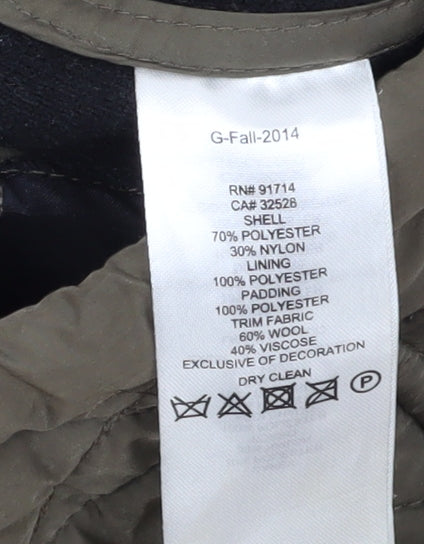 G-Fall-2014
RN# 91714
CA# 32526
SHELL
70% POLYESTER
30% NYLON
LINING
100% POLYESTER
PADDING
100% POLYESTER
TRIM FABRIC
60% WOOL
40% VISCOSE
EXCLUSIVE OF DECORATION
DRY CLEAN
P